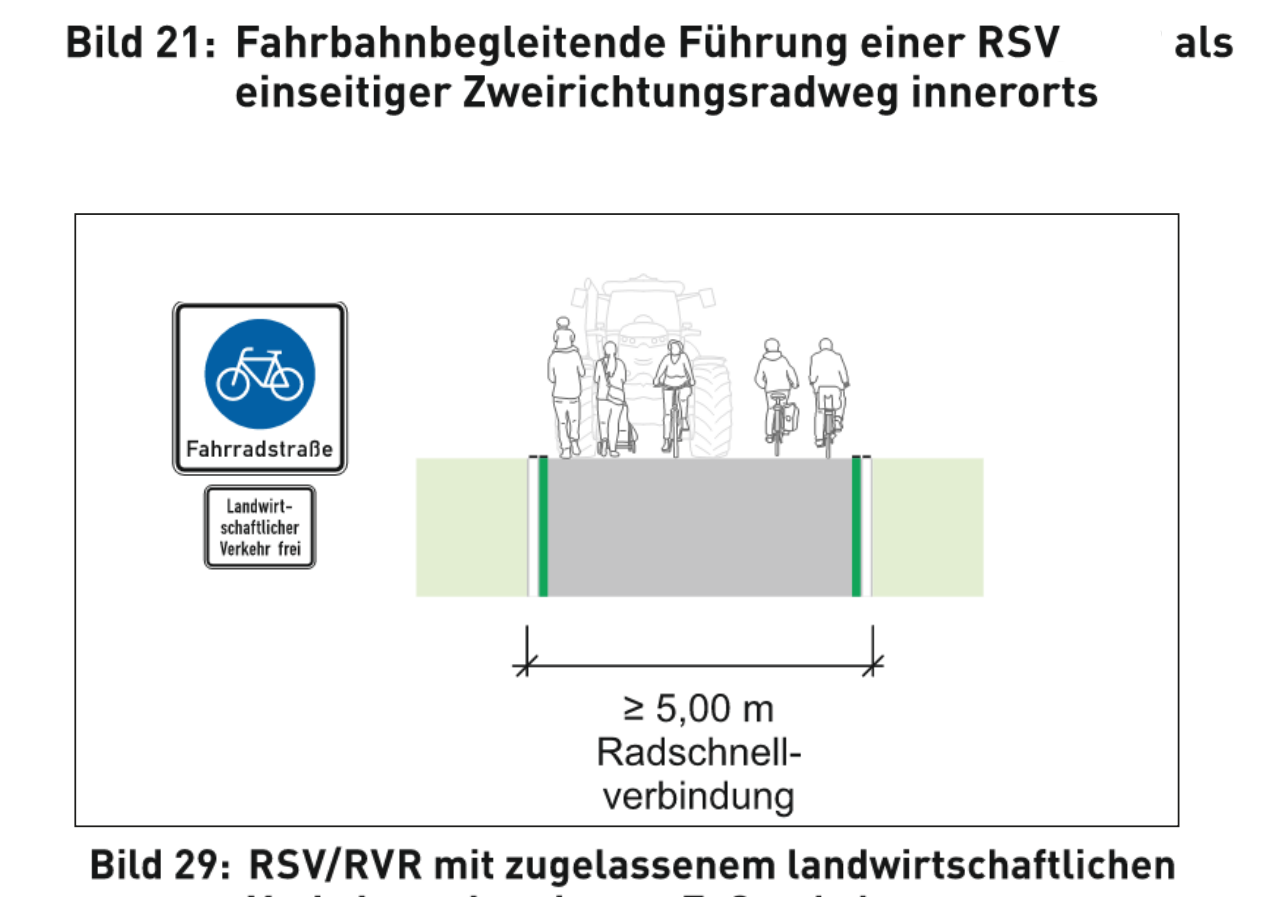 Bild 21: Fahrbahnbegleitende Führung einer RSV als
einseitiger Zweirichtungsradweg innerorts
Fahrradstraße
Landwirt-
schaftlicher
Verkehr frei
≥ 5,00 m
Radschnell-
verbindung
Bild 29: RSV/RVR mit zugelassenem landwirtschaftlichen